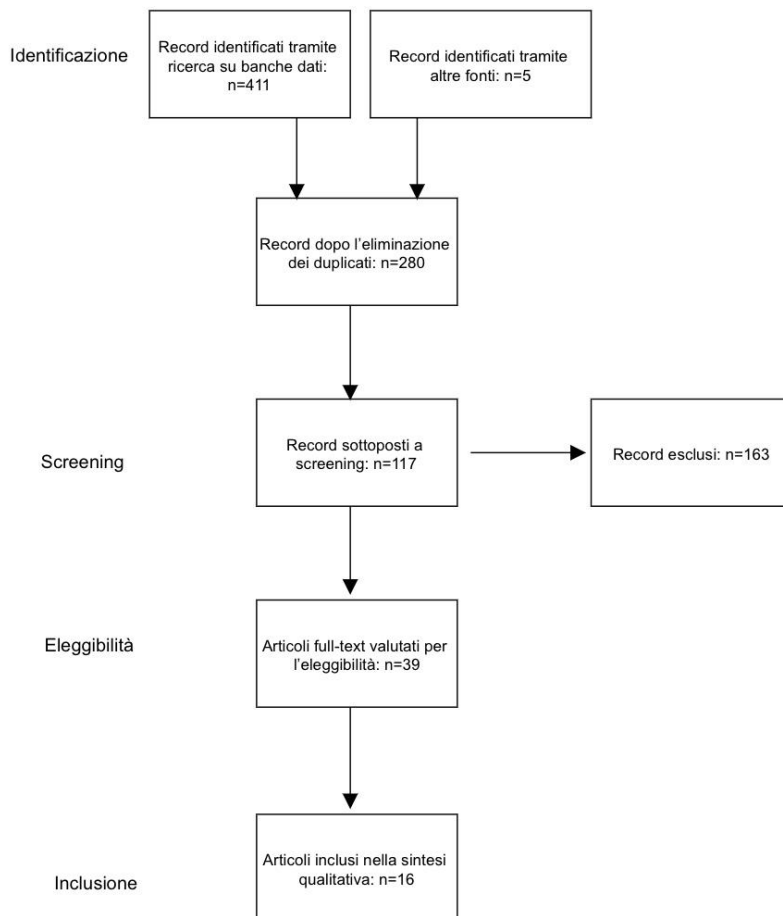 Identificazione
Record identificati tramite
ricerca su banche dati:
n=411
Record identificati tramite
altre fonti: n=5
Record dopo l'eliminazione
dei duplicati: n=280
Screening
Record sottoposti a
screening: n=117
Record esclusi: n=163
Eleggibilità
Articoli full-text valutati per
l'eleggibilità: n=39
Inclusione
Articoli inclusi nella sintesi
qualitativa: n=16